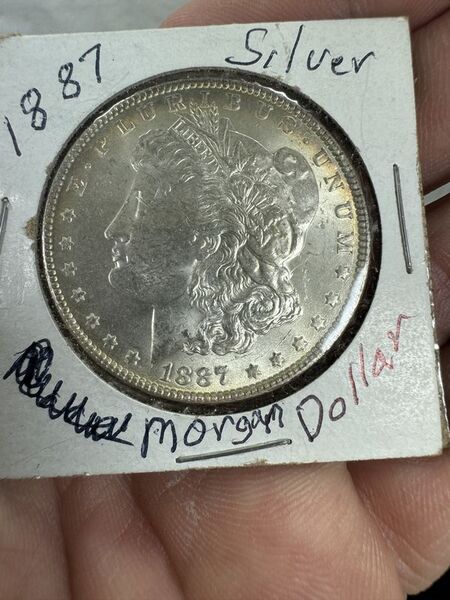 1887 Silver
E·PLURIBUS·UNUM
LIBERTY
1887
Morgan Dollar